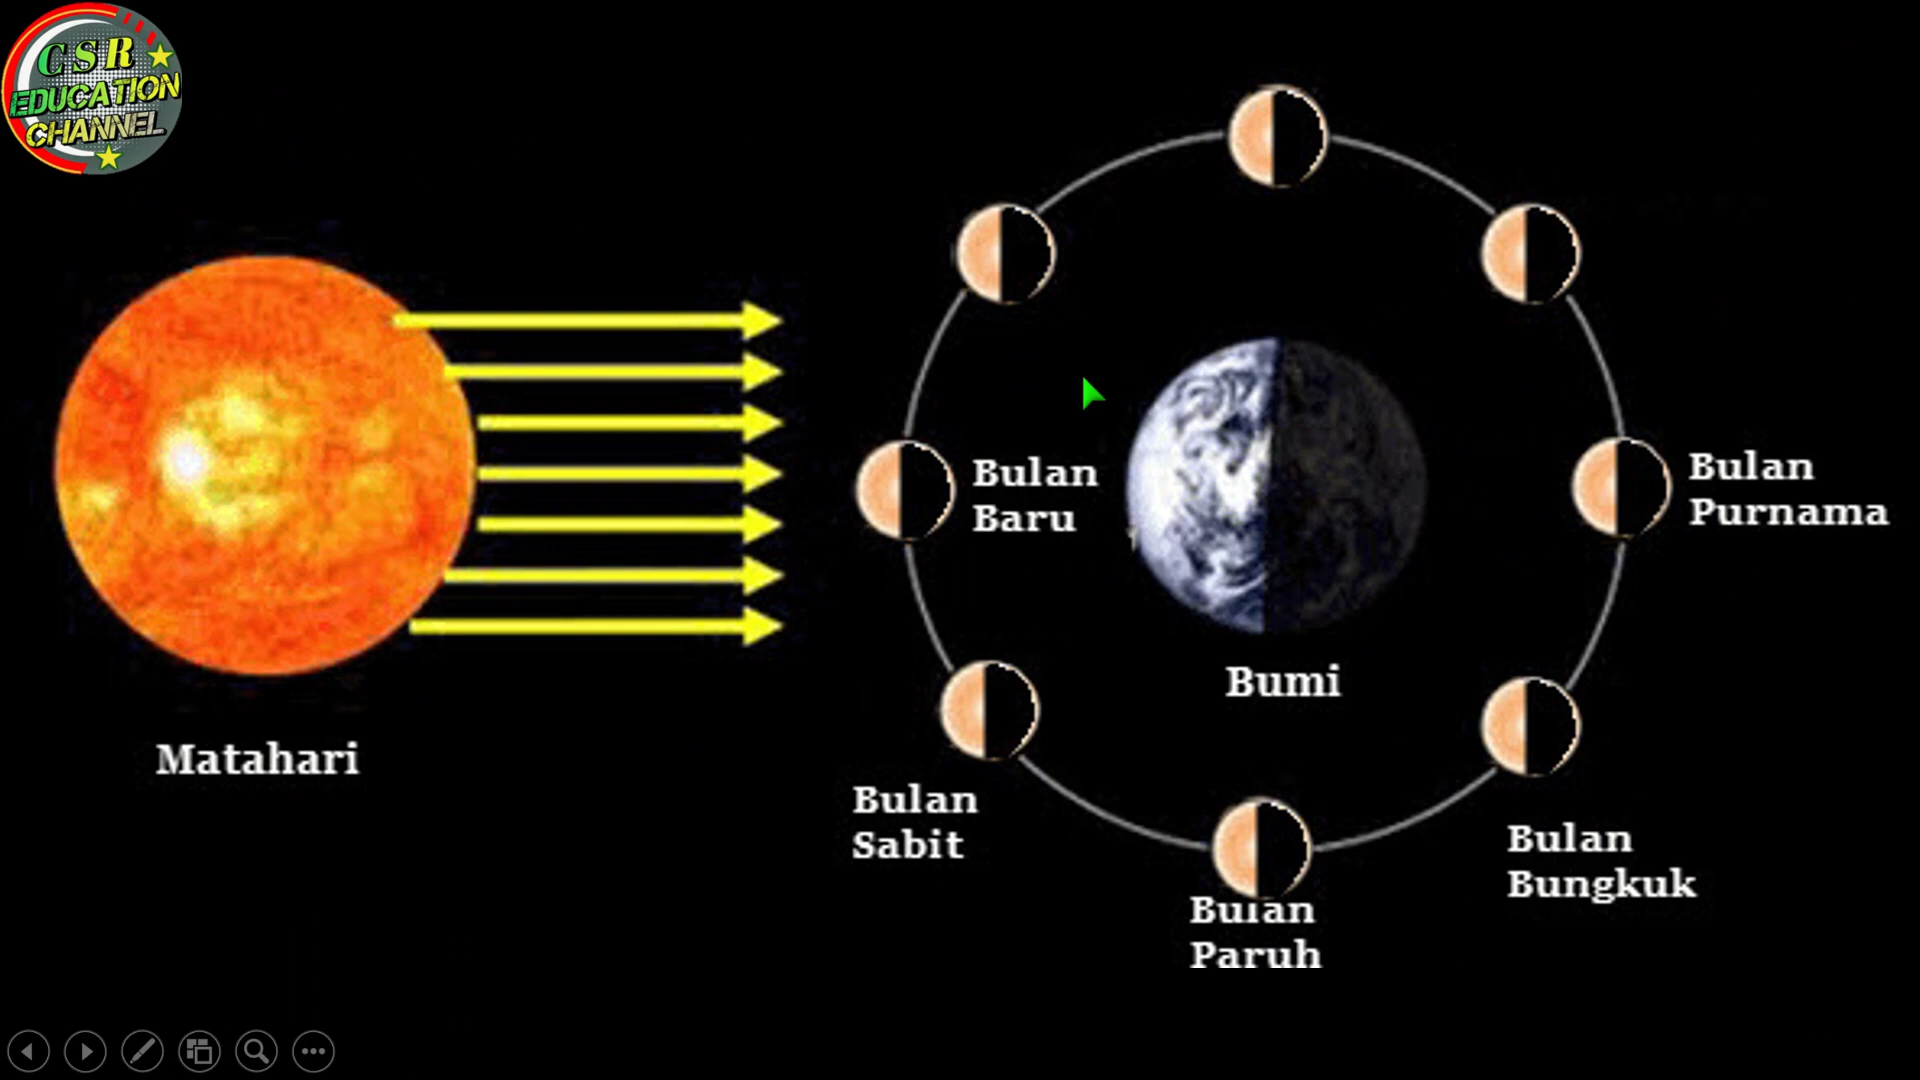 CSR
EDUCATION
CHANNEL
Bulan
Baru
Bulan
Purnama
Bumi
Matahari
Bulan
Sabit
Bulan
Bungkuk
Bulan
Paruh